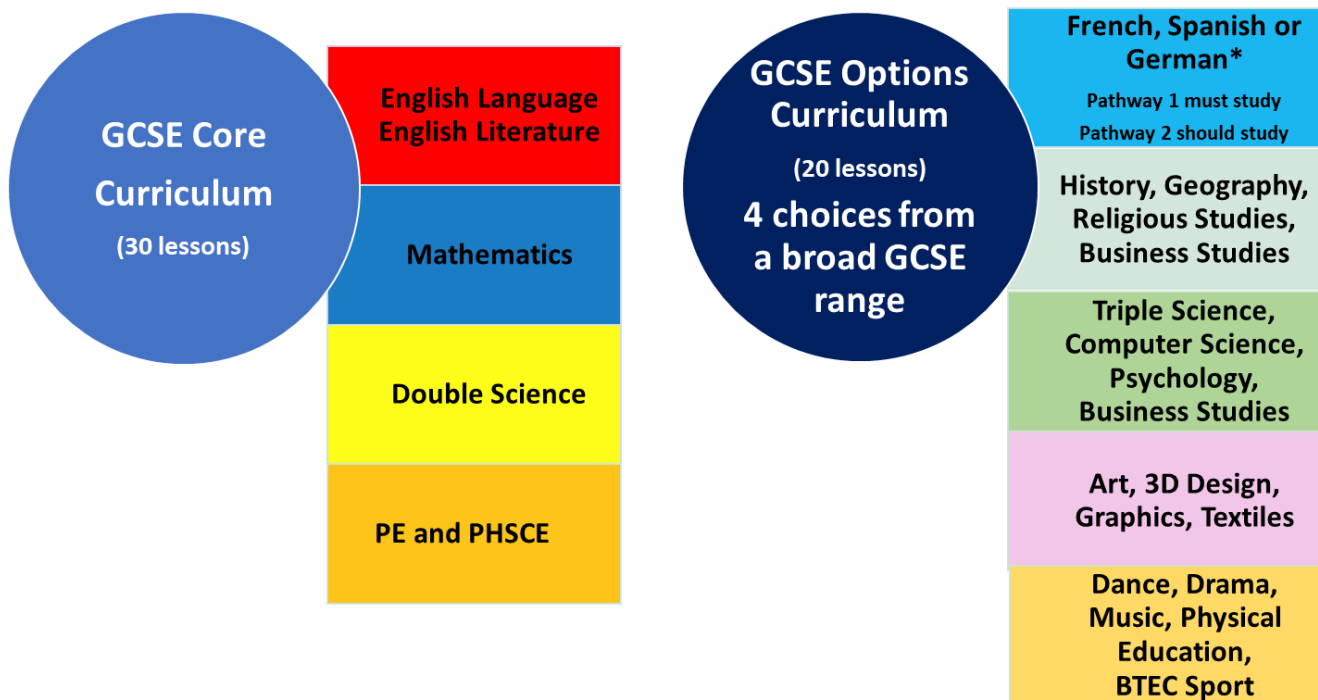 GCSE Core
Curriculum
(30 lessons)
English Language
English Literature
Mathematics
Double Science
PE and PHSCE
GCSE Options
Curriculum
(20 lessons)
4 choices from
a broad GCSE
range
French, Spanish or
German*
Pathway 1 must study
Pathway 2 should study
History, Geography,
Religious Studies,
Business Studies
Triple Science,
Computer Science,
Psychology,
Business Studies
Art, 3D Design,
Graphics, Textiles
Dance, Drama,
Music, Physical
Education,
BTEC Sport